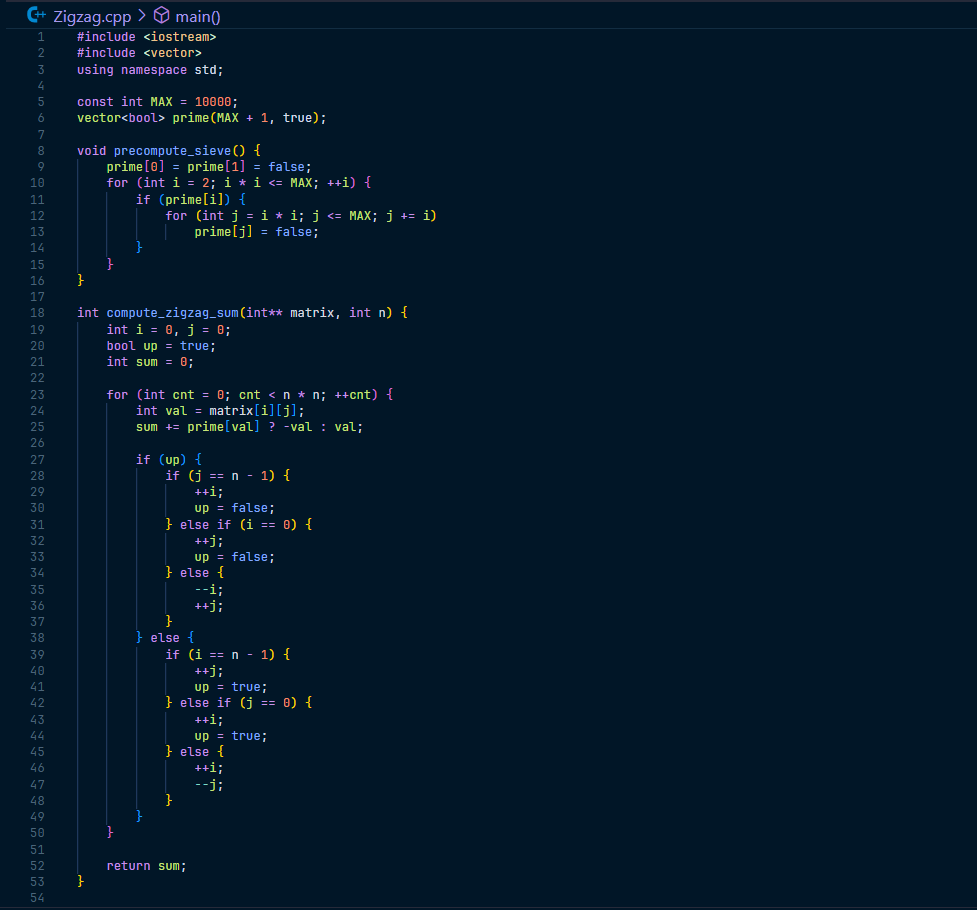 Zigzag.cpp > main()
1 #include <iostream>
2 #include <vector>
3 using namespace std;
4
5 const int MAX = 10000;
6 vector<bool> prime(MAX + 1, true);
7
8 void precompute_sieve() {
9     prime[0] = prime[1] = false;
10     for (int i = 2; i * i <= MAX; ++i) {
11         if (prime[i]) {
12             for (int j = i * i; j <= MAX; j += i)
13                 prime[j] = false;
14         }
15     }
16 }
17
18 int compute_zigzag_sum(int** matrix, int n) {
19     int i = 0, j = 0;
20     bool up = true;
21     int sum = 0;
22
23     for (int cnt = 0; cnt < n * n; ++cnt) {
24         int val = matrix[i][j];
25         sum += prime[val] ? -val : val;
26
27         if (up) {
28             if (j == n - 1) {
29                 ++i;
30                 up = false;
31             } else if (i == 0) {
32                 ++j;
33                 up = false;
34             } else {
35                 --i;
36                 ++j;
37             }
38         } else {
39             if (i == n - 1) {
40                 ++j;
41                 up = true;
42             } else if (j == 0) {
43                 ++i;
44                 up = true;
45             } else {
46                 ++i;
47                 --j;
48             }
49         }
50     }
51
52     return sum;
53 }
54